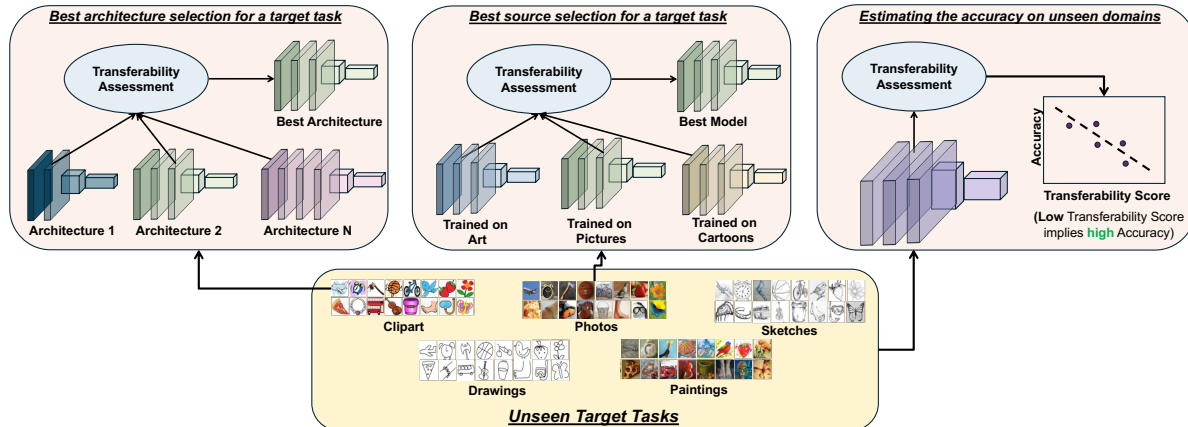 Best architecture selection for a target task
Transferability
Assessment
Best Architecture
Architecture 1
Architecture 2
Architecture N
Best source selection for a target task
Transferability
Assessment
Best Model
Trained on
Art
Trained on
Pictures
Trained on
Cartoons
Estimating the accuracy on unseen domains
Transferability
Assessment
Accuracy
Transferability Score
(Low Transferability Score
implies high Accuracy)
Clipart
Photos
Sketches
Drawings
Paintings
Unseen Target Tasks